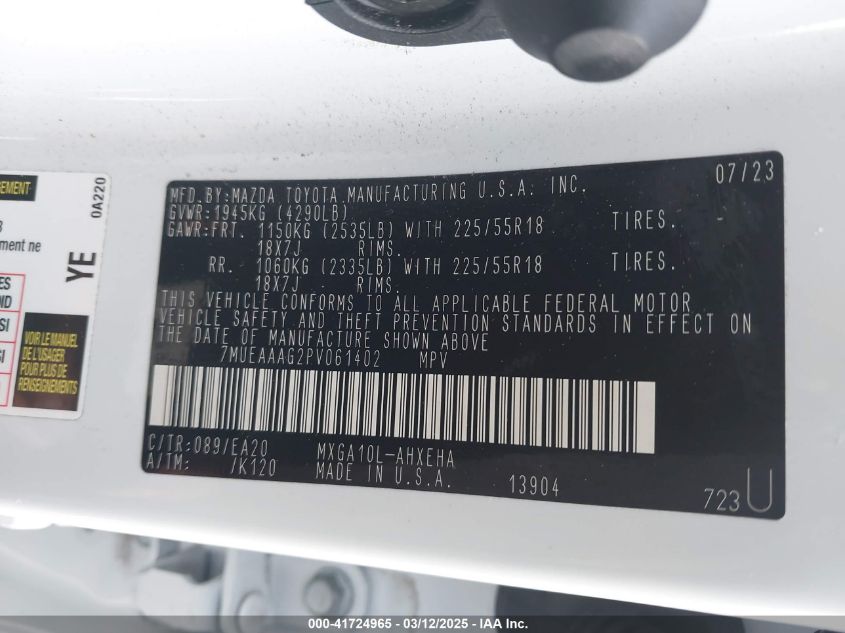 07/23
MFD.BY:MAZDA TOYOTA MANUFACTURING U.S.A. INC.
GVWR:1945KG (4290LB)
GAWR:FRT. 1150KG (2535LB) WITH 225/55R18 TIRES.
18X7J RIMS.
RR. 1060KG (2335LB) WITH 225/55R18 TIRES.
18X7J RIMS.
THIS VEHICLE CONFORMS TO ALL APPLICABLE FEDERAL MOTOR
VEHICLE SAFETY AND THEFT PREVENTION STANDARDS IN EFFECT ON
THE DATE OF MANUFACTURE SHOWN ABOVE
7MUEAAAG2PV061402 MPV
C/TR:089/EA20 MXGA10L-AHXEHA
A/TM: /K120 MADE IN U.S.A. 13904
723U
0A220
YE
VOIR LE MANUEL
DE L'USAGER
POUR PLUS DE
RENSEIGNEMENTS
000-41724965 - 03/12/2025 - IAA, Inc.